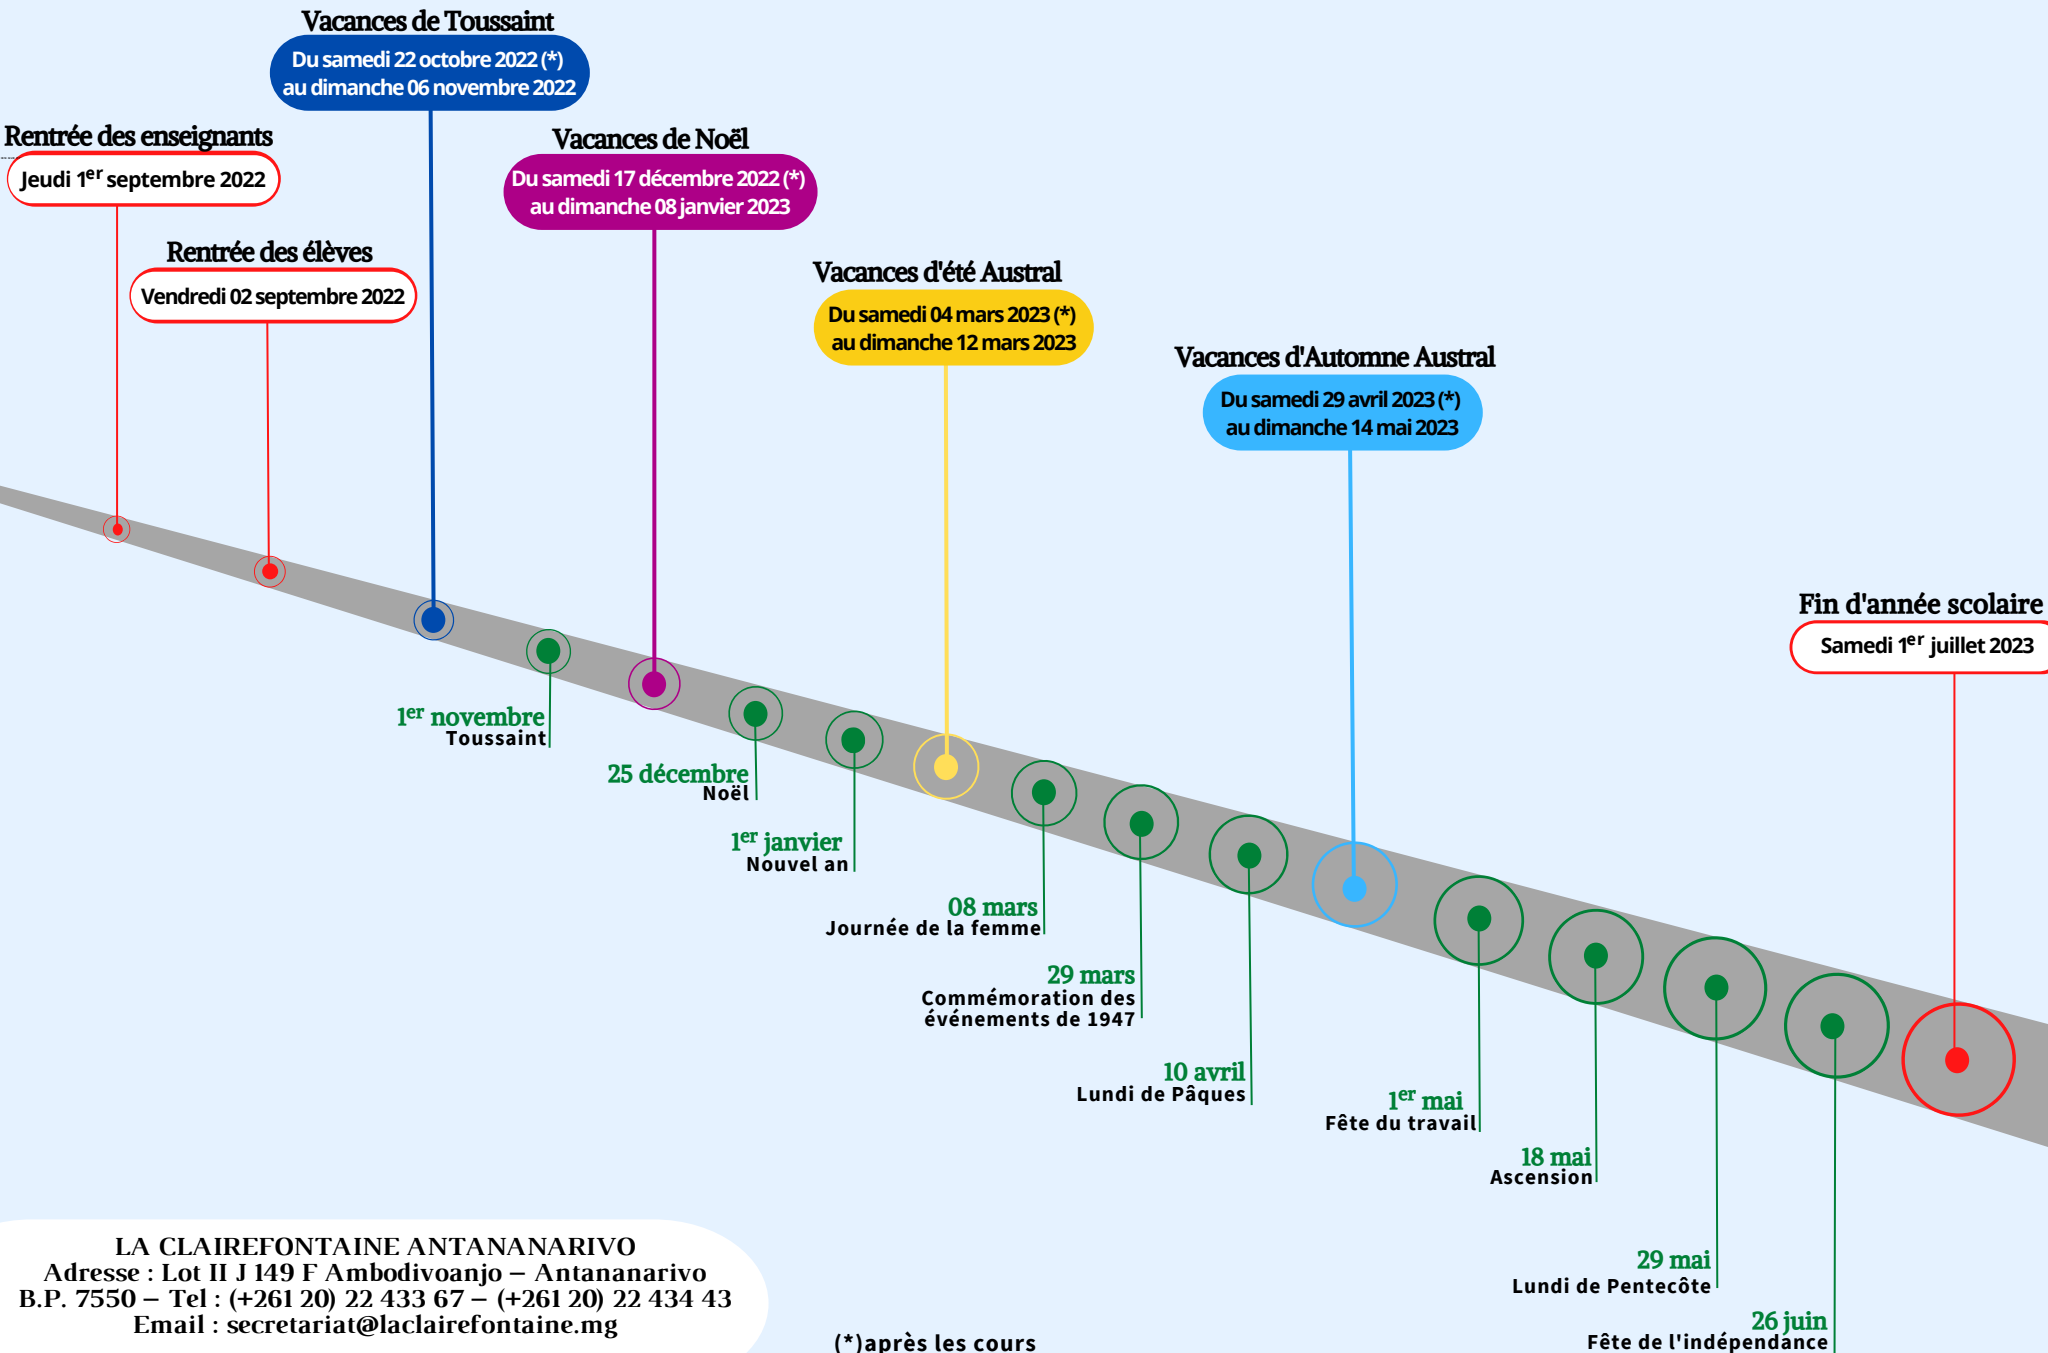 Vacances de Toussaint
Du samedi 22 octobre 2022 (*)
au dimanche 06 novembre 2022
Rentrée des enseignants
Jeudi 1er septembre 2022
Vacances de Noël
Du samedi 17 décembre 2022 (*)
au dimanche 08 janvier 2023
Rentrée des élèves
Vendredi 02 septembre 2022
Vacances d'été Austral
Du samedi 04 mars 2023 (*)
au dimanche 12 mars 2023
Vacances d'Automne Austral
Du samedi 29 avril 2023 (*)
au dimanche 14 mai 2023
Fin d'année scolaire
Samedi 1er juillet 2023
1er novembre
Toussaint
25 décembre
Noël
1er janvier
Nouvel an
08 mars
Journée de la femme
29 mars
Commémoration des
événements de 1947
10 avril
Lundi de Pâques
1er mai
Fête du travail
18 mai
Ascension
29 mai
Lundi de Pentecôte
26 juin
Fête de l'indépendance
LA CLAIREFONTAINE ANTANANARIVO
Adresse : Lot II J 149 F Ambodivoanjo – Antananarivo
B.P. 7550 – Tel : (+261 20) 22 433 67 – (+261 20) 22 434 43
Email : secretariat@laclairefontaine.mg
(*)après les cours